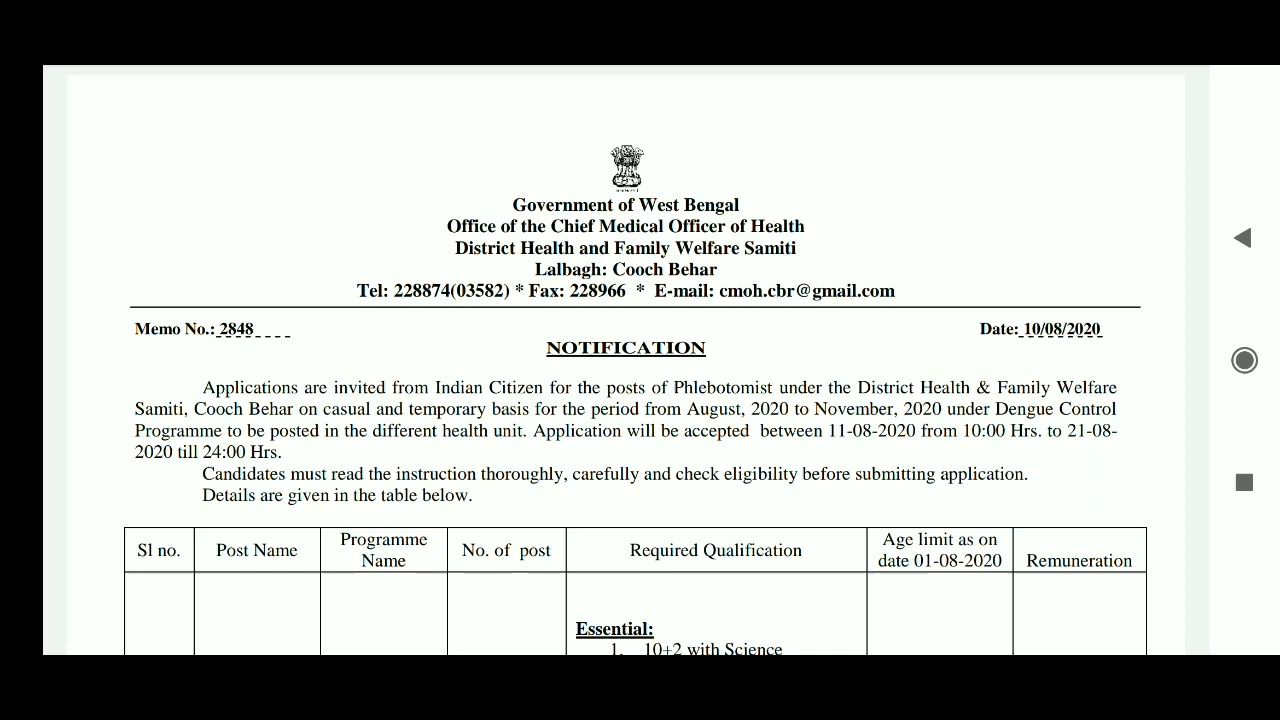 Government of West Bengal
Office of the Chief Medical Officer of Health
District Health and Family Welfare Samiti
Lalbagh: Cooch Behar
Tel: 228874(03582) * Fax: 228966 * E-mail: cmoh.cbr@gmail.com
Memo No.: 2848
Date: 10/08/2020
NOTIFICATION
Applications are invited from Indian Citizen for the posts of Phlebotomist under the District Health & Family Welfare
Samiti, Cooch Behar on casual and temporary basis for the period from August, 2020 to November, 2020 under Dengue Control
Programme to be posted in the different health unit. Application will be accepted between 11-08-2020 from 10:00 Hrs. to 21-08-
2020 till 24:00 Hrs.
Candidates must read the instruction thoroughly, carefully and check eligibility before submitting application.
Details are given in the table below.
Sl no.
Post Name
Programme
Name
No. of post
Required Qualification
Age limit as on
date 01-08-2020
Remuneration
Essential:
1. 10+2 with Science